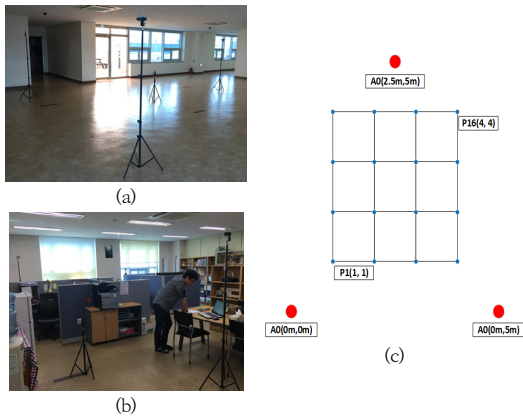 (a)
A0(2.5m,5m)
P16(4, 4)
P1(1, 1)
A0(0m,0m)
A0(0m,5m)
(c)
(b)